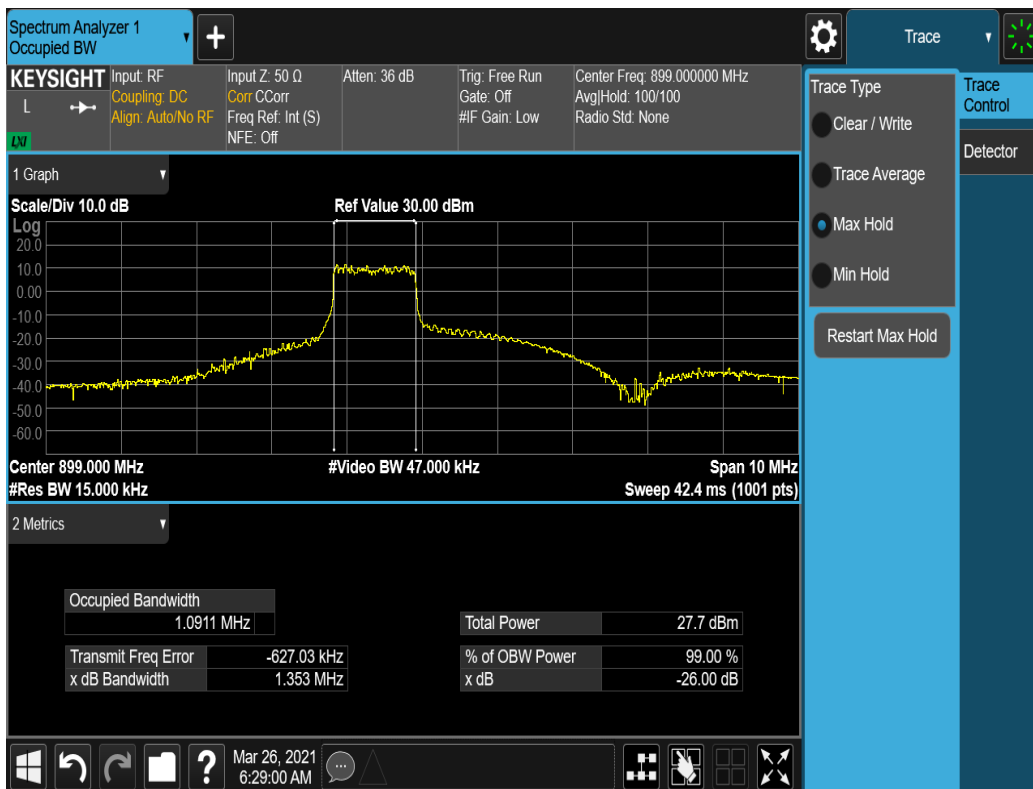 Spectrum Analyzer 1
Occupied BW
Trace
KEYSIGHT
L
LXI
Input: RF
Coupling: DC
Align: Auto/No RF
Input Z: 50 Ω
Corr CCorr
Freq Ref: Int (S)
NFE: Off
Atten: 36 dB
Trig: Free Run
Gate: Off
#IF Gain: Low
Center Freq: 899.000000 MHz
Avg|Hold: 100/100
Radio Std: None
Trace Type
Clear / Write
Trace Average
Max Hold
Min Hold
Restart Max Hold
Trace
Control
Detector
1 Graph
Scale/Div 10.0 dB
Ref Value 30.00 dBm
Log
20.0
10.0
0.00
-10.0
-20.0
-30.0
-40.0
-50.0
-60.0
Center 899.000 MHz
#Video BW 47.000 kHz
Span 10 MHz
#Res BW 15.000 kHz
Sweep 42.4 ms (1001 pts)
2 Metrics
Occupied Bandwidth
1.0911 MHz
Total Power 27.7 dBm
Transmit Freq Error -627.03 kHz
% of OBW Power 99.00 %
x dB Bandwidth 1.353 MHz
x dB -26.00 dB
?
Mar 26, 2021
6:29:00 AM